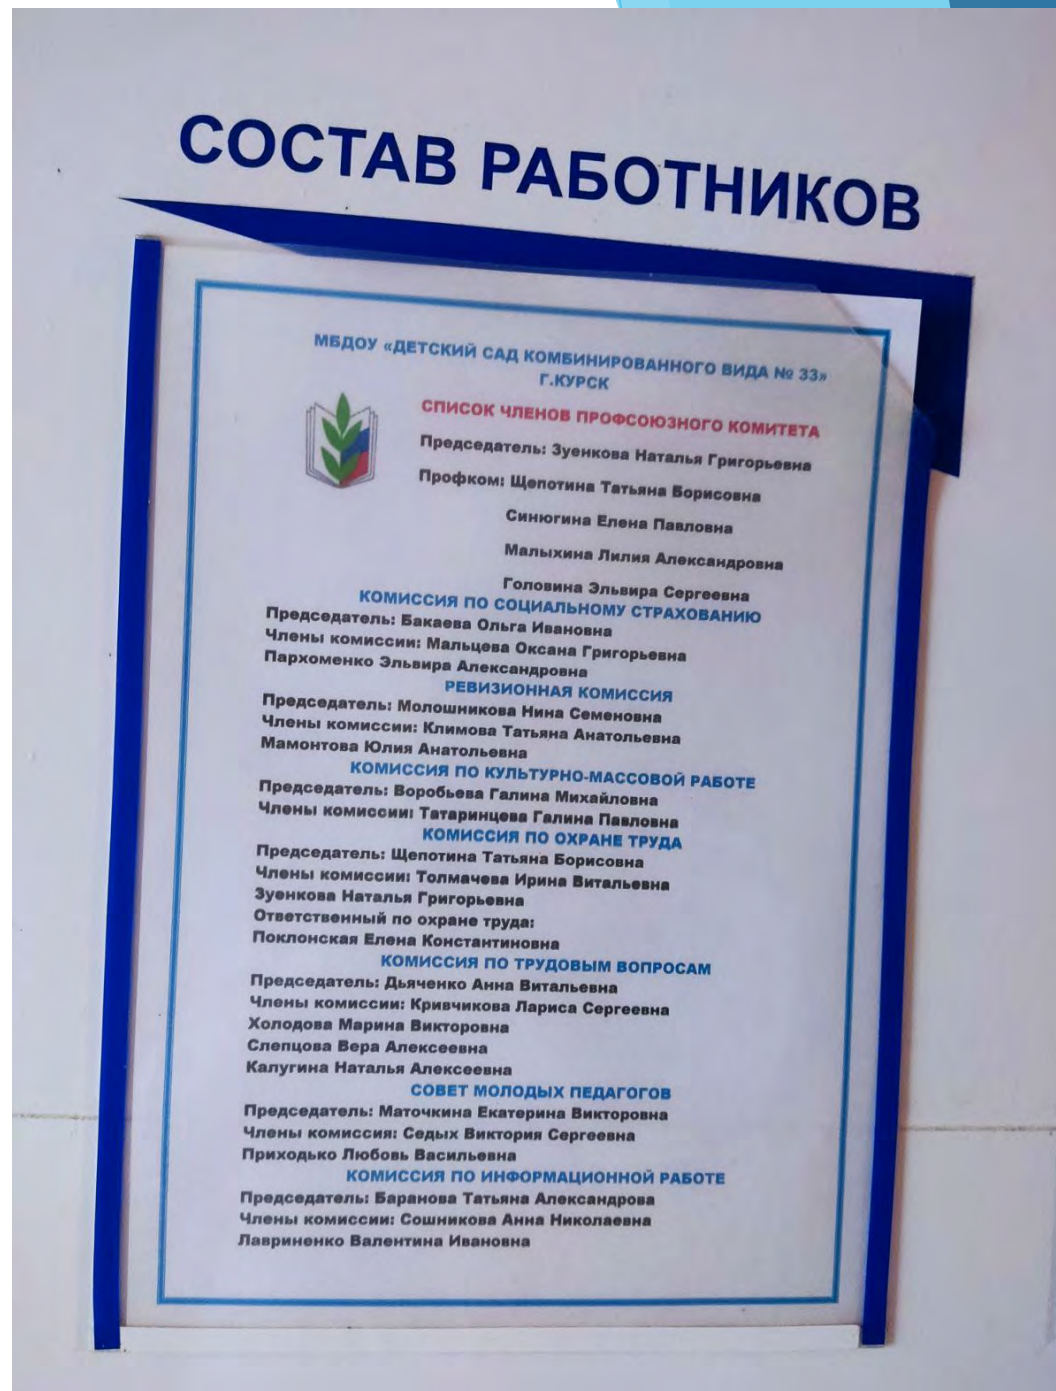 СОСТАВ РАБОТНИКОВ
МБДОУ «ДЕТСКИЙ САД КОМБИНИРОВАННОГО ВИДА № 33»
Г.КУРСК
СПИСОК ЧЛЕНОВ ПРОФСОЮЗНОГО КОМИТЕТА
Председатель: Зуенкова Наталья Григорьевна
Профком: Щепотина Татьяна Борисовна
Синюгина Елена Павловна
Малыхина Лилия Александровна
Головина Эльвира Сергеевна
КОМИССИЯ ПО СОЦИАЛЬНОМУ СТРАХОВАНИЮ
Председатель: Бакаева Ольга Ивановна
Члены комиссии: Мальцева Оксана Григорьевна
Пархоменко Эльвира Александровна
РЕВИЗИОННАЯ КОМИССИЯ
Председатель: Молошникова Нина Семеновна
Члены комиссии: Климова Татьяна Анатольевна
Мамонтова Юлия Анатольевна
КОМИССИЯ ПО КУЛЬТУРНО-МАССОВОЙ РАБОТЕ
Председатель: Воробьева Галина Михайловна
Члены комиссии: Татаринцева Галина Павловна
КОМИССИЯ ПО ОХРАНЕ ТРУДА
Председатель: Щепотина Татьяна Борисовна
Члены комиссии: Толмачева Ирина Витальевна
Зуенкова Наталья Григорьевна
Ответственный по охране труда:
Поклонская Елена Константиновна
КОМИССИЯ ПО ТРУДОВЫМ ВОПРОСАМ
Председатель: Дьяченко Анна Витальевна
Члены комиссии: Кривчикова Лариса Сергеевна
Холодова Марина Викторовна
Слепцова Вера Алексеевна
Калугина Наталья Алексеевна
СОВЕТ МОЛОДЫХ ПЕДАГОГОВ
Председатель: Маточкина Екатерина Викторовна
Члены комиссия: Седых Виктория Сергеевна
Приходько Любовь Васильевна
КОМИССИЯ ПО ИНФОРМАЦИОННОЙ РАБОТЕ
Председатель: Баранова Татьяна Александрова
Члены комиссии: Сошникова Анна Николаевна
Лавриненко Валентина Ивановна